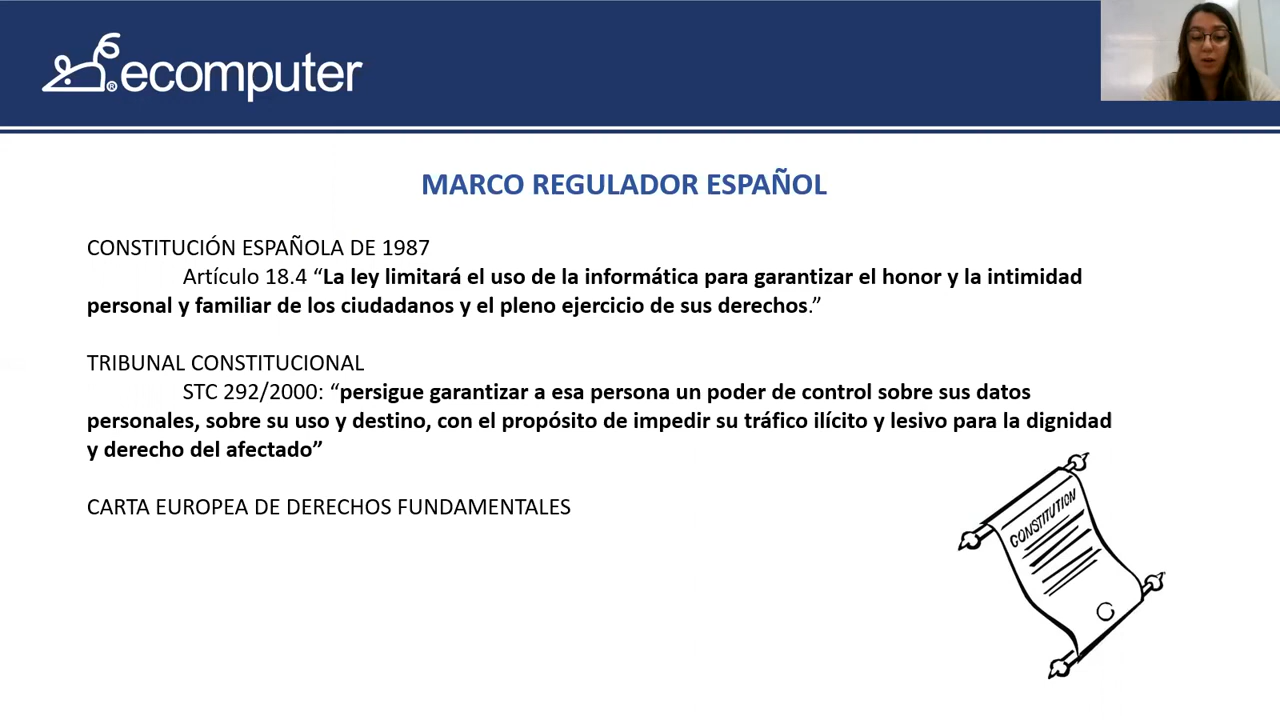 ecomputer
®
MARCO REGULADOR ESPAÑOL
CONSTITUCIÓN ESPAÑOLA DE 1987
Artículo 18.4 “La ley limitará el uso de la informática para garantizar el honor y la intimidad
personal y familiar de los ciudadanos y el pleno ejercicio de sus derechos.”
TRIBUNAL CONSTITUCIONAL
STC 292/2000: “persigue garantizar a esa persona un poder de control sobre sus datos
personales, sobre su uso y destino, con el propósito de impedir su tráfico ilícito y lesivo para la dignidad
y derecho del afectado”
CARTA EUROPEA DE DERECHOS FUNDAMENTALES
CONSTITUTION